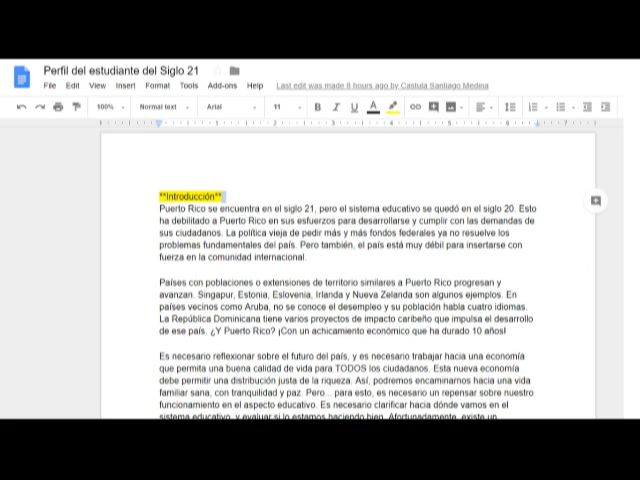 Perfil del estudiante del Siglo 21
File Edit View Insert Format Tools Add-ons Help Last edit was made 8 hours ago by Castula Santiago Medina
100% Normal text Arial 11 B I U A
**Introducción**
Puerto Rico se encuentra en el siglo 21, pero el sistema educativo se quedó en el siglo 20. Esto
ha debilitado a Puerto Rico en sus esfuerzos para desarrollarse y cumplir con las demandas de
sus ciudadanos. La política vieja de pedir más y más fondos federales ya no resuelve los
problemas fundamentales del país. Pero también, el país está muy débil para insertarse con
fuerza en la comunidad internacional.
Países con poblaciones o extensiones de territorio similares a Puerto Rico progresan y
avanzan. Singapur, Estonia, Eslovenia, Irlanda y Nueva Zelanda son algunos ejemplos. En
países vecinos como Aruba, no se conoce el desempleo y su población habla cuatro idiomas.
La República Dominicana tiene varios proyectos de impacto caribeño que impulsa el desarrollo
de ese país. ¿Y Puerto Rico? ¡Con un achicamiento económico que ha durado 10 años!
Es necesario reflexionar sobre el futuro del país, y es necesario trabajar hacia una economía
que permita una buena calidad de vida para TODOS los ciudadanos. Esta nueva economía
debe permitir una distribución justa de la riqueza. Así, podremos encaminarnos hacia una vida
familiar sana, con tranquilidad y paz. Pero... para esto, es necesario un repensar sobre nuestro
funcionamiento en el aspecto educativo. Es necesario clarificar hacia dónde vamos en el
sistema educativo, y evaluar si lo estamos haciendo bien. Afortunadamente, existe un